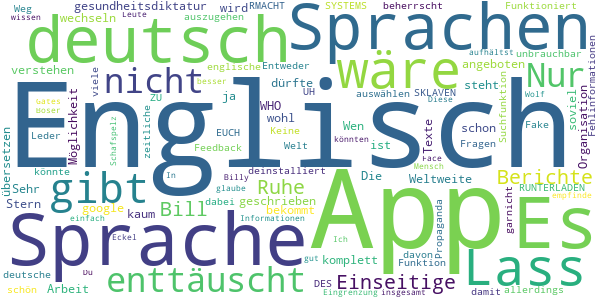 Weg gesundheitsdiktatur wird RMACHT SYSTEMS beherrscht Funktioniert
wissen Leute auszugehen wechseln
deutsch Sprachen
verstehen Entweder englische aufhältst unbrauchbar
viele besser dürfte angeboten
nicht wäre Nur soviel
Gates Böser ZU UH auswählen steht Wolf
Englisch
Möglichkeit zeitliche ja WHO SKLAVEN Diese Suchfunktion Organisation Fehlinformationen
übersetzen Schafspelz EUCH wohl schon Fake
Leder Feedback Keine Wen Texte Fragen
könnte Welt ist könnten
gibt In deinstalliert Face Berichte
Sehr Billy Die Mensch
Stern Bill Ruhe Weltweite RUNTERLADEN
google kaum dabei geschrieben App Es
Sprache bekommt garnicht empfinde
einfach glaube Informationen Propaganda
deutsche Eckel gut komplett davon Funktion Lass
schön Arbeit Du enttäuscht Ich DES Einseitige damit allerdings
Eingrenzung insgesamt